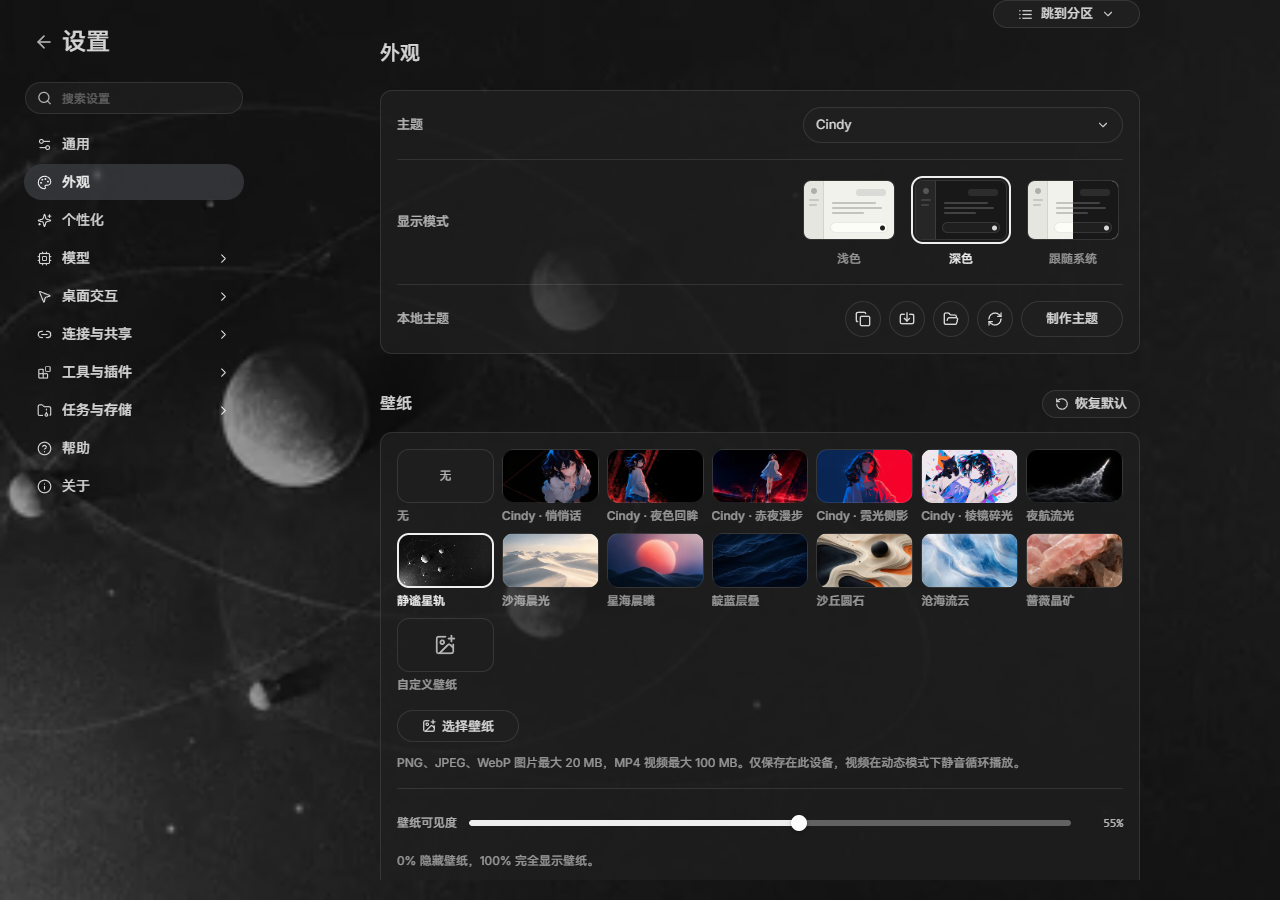 跳到分区
设置
外观
搜索设置
通用
外观
个性化
模型
桌面交互
连接与共享
工具与插件
任务与存储
帮助
关于
主题
Cindy
显示模式
浅色
深色
跟随系统
本地主题
制作主题
壁纸
恢复默认
无
无
Cindy · 悄悄话
Cindy · 夜色回眸
Cindy · 赤夜漫步
Cindy · 霓光侧影
Cindy · 棱镜碎光
夜航流光
静谧星轨
沙海晨光
星海晨曦
靛蓝层叠
沙丘圆石
沧海流云
蔷薇晶矿
自定义壁纸
选择壁纸
PNG、JPEG、WebP 图片最大 20 MB，MP4 视频最大 100 MB。仅保存在此设备，视频在动态模式下静音循环播放。
壁纸可见度
55%
0% 隐藏壁纸，100% 完全显示壁纸。